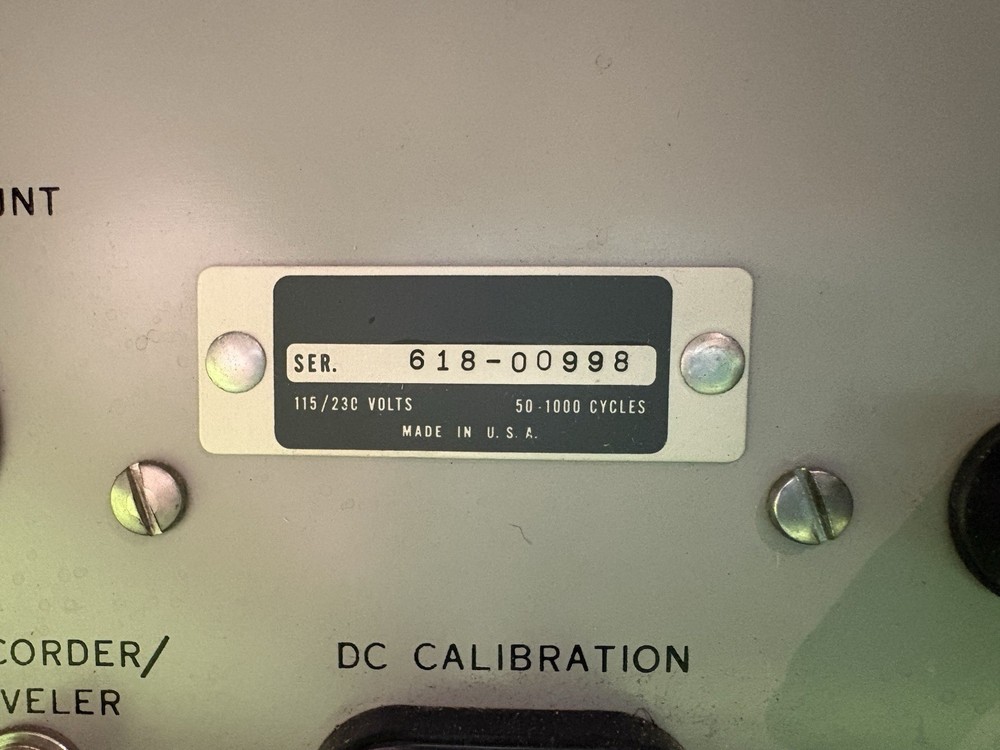 UNT
SER. 618-00998
115/230 VOLTS 50-1000 CYCLES
MADE IN U.S.A.
CORDER/
VELER
DC CALIBRATION